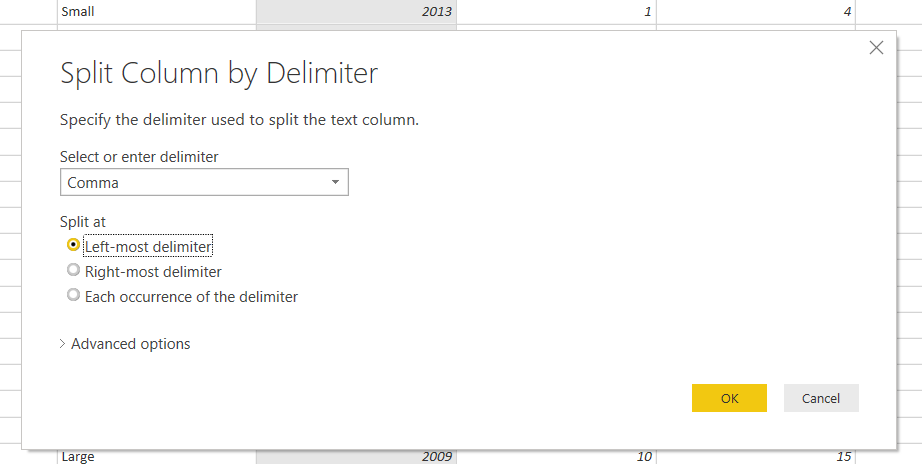 Small 2013 1 4
Split Column by Delimiter
Specify the delimiter used to split the text column.
Select or enter delimiter
Comma
Split at
Left-most delimiter
Right-most delimiter
Each occurrence of the delimiter
Advanced options
OK Cancel
Large 2009 10 15